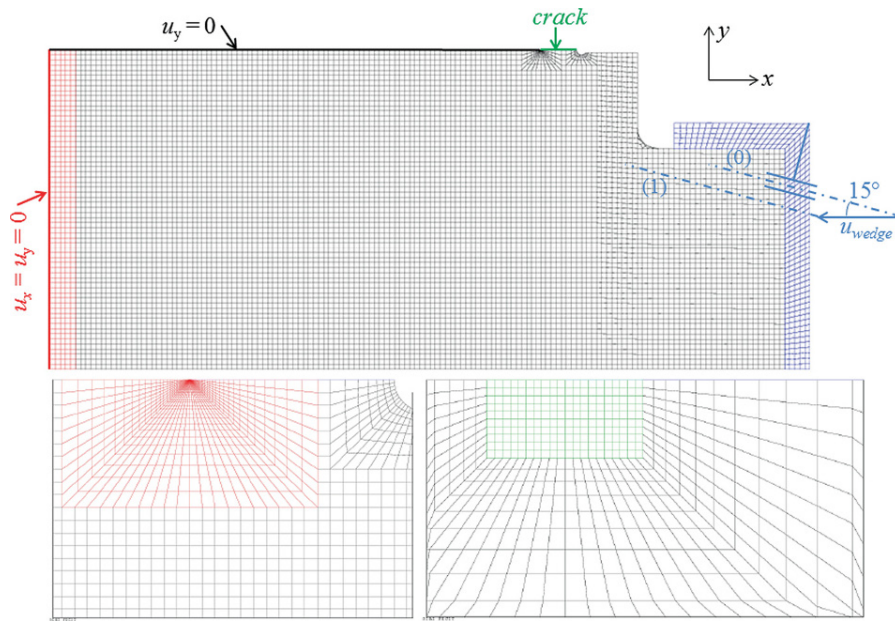 u_y = 0
crack
y
x
(0)
(1)
15°
u_wedge
u_x = u_y = 0